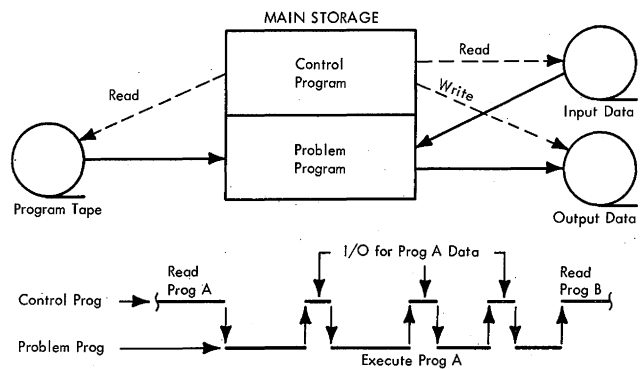 MAIN STORAGE
Control
Program
Problem
Program
Read
Read
Write
Input Data
Output Data
Program Tape
I/O for Prog A Data
Read
Prog A
Read
Prog B
Control Prog
Problem Prog
Execute Prog A